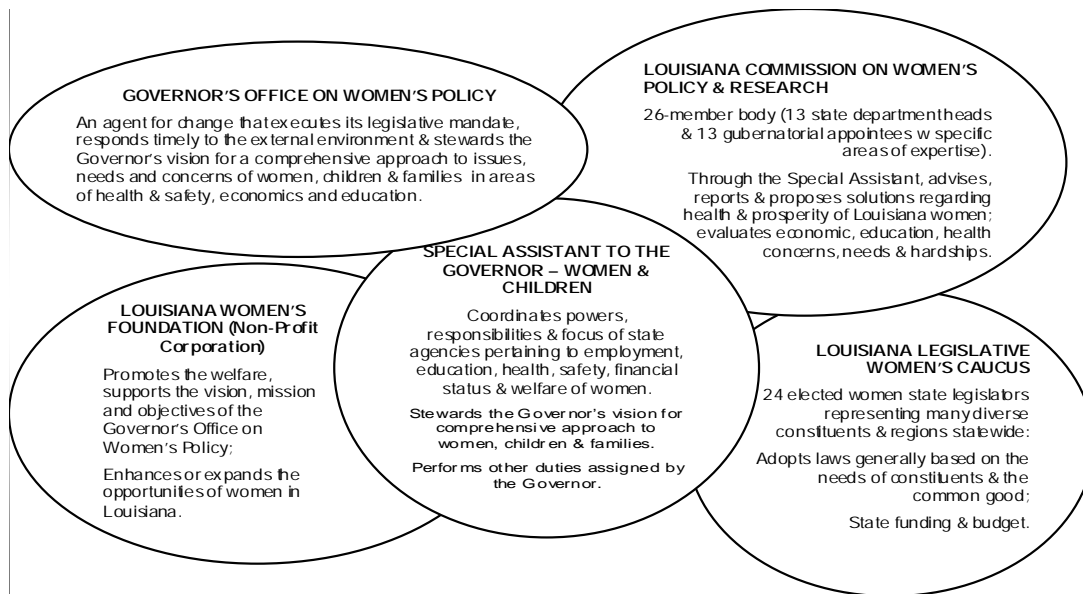 GOVERNOR'S OFFICE ON WOMEN'S POLICY
An agent for change that executes its legislative mandate,
responds timely to the external environment & stewards the
Governor's vision for a comprehensive approach to issues,
needs and concerns of women, children & families in areas
of health & safety, economics and education.
LOUISIANA COMMISSION ON WOMEN'S
POLICY & RESEARCH
26-member body (13 state department heads
& 13 gubernatorial appointees w specific
areas of expertise).
Through the Special Assistant, advises,
reports & proposes solutions regarding
health & prosperity of Louisiana women;
evaluates economic, education, health
concerns, needs & hardships.
SPECIAL ASSISTANT TO THE
GOVERNOR – WOMEN &
CHILDREN
Coordinates powers,
responsibilities & focus of state
agencies pertaining to employment,
education, health, safety, financial
status & welfare of women.
Stewards the Governor's vision for
comprehensive approach to
women, children & families.
Performs other duties assigned by
the Governor.
LOUISIANA WOMEN'S
FOUNDATION (Non-Profit
Corporation)
Promotes the welfare,
supports the vision, mission
and objectives of the
Governor's Office on
Women's Policy;
Enhances or expands the
opportunities of women in
Louisiana.
LOUISIANA LEGISLATIVE
WOMEN'S CAUCUS
24 elected women state legislators
representing many diverse
constituents & regions statewide:
Adopts laws generally based on the
needs of constituents & the
common good;
State funding & budget.